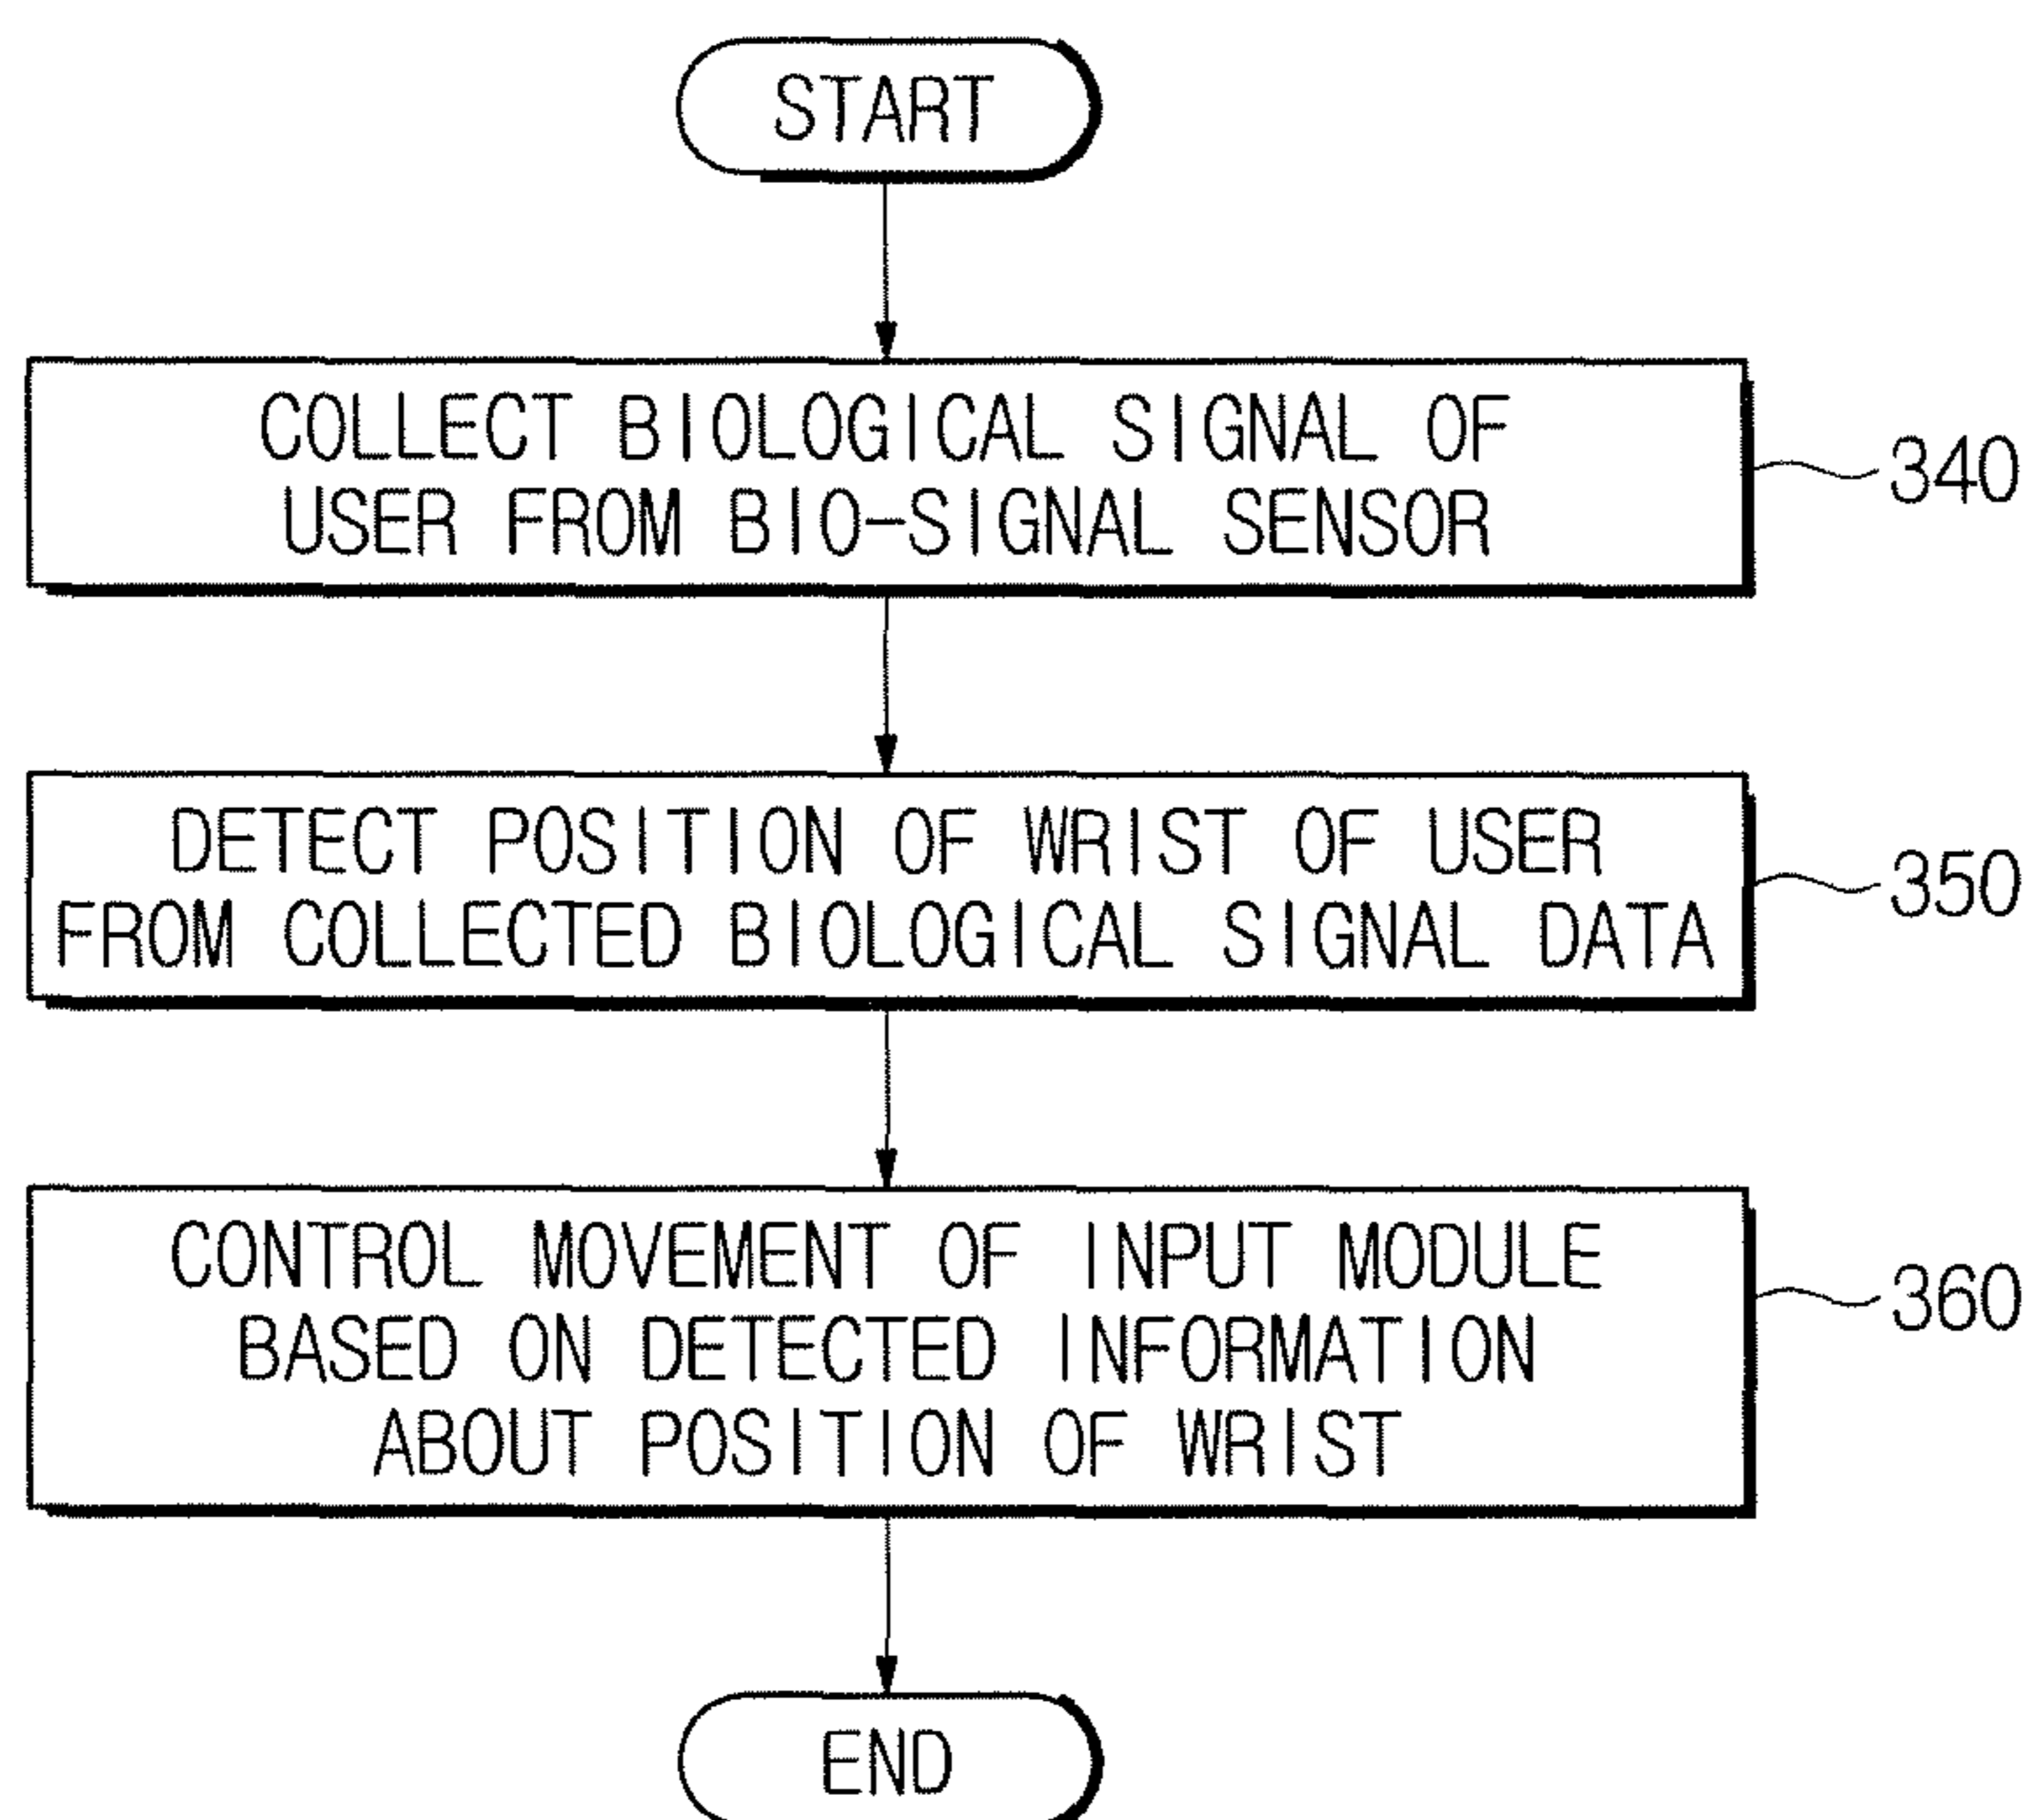 START
COLLECT BIOLOGICAL SIGNAL OF
USER FROM BIO-SIGNAL SENSOR
340
DETECT POSITION OF WRIST OF USER
FROM COLLECTED BIOLOGICAL SIGNAL DATA
350
CONTROL MOVEMENT OF INPUT MODULE
BASED ON DETECTED INFORMATION
ABOUT POSITION OF WRIST
360
END